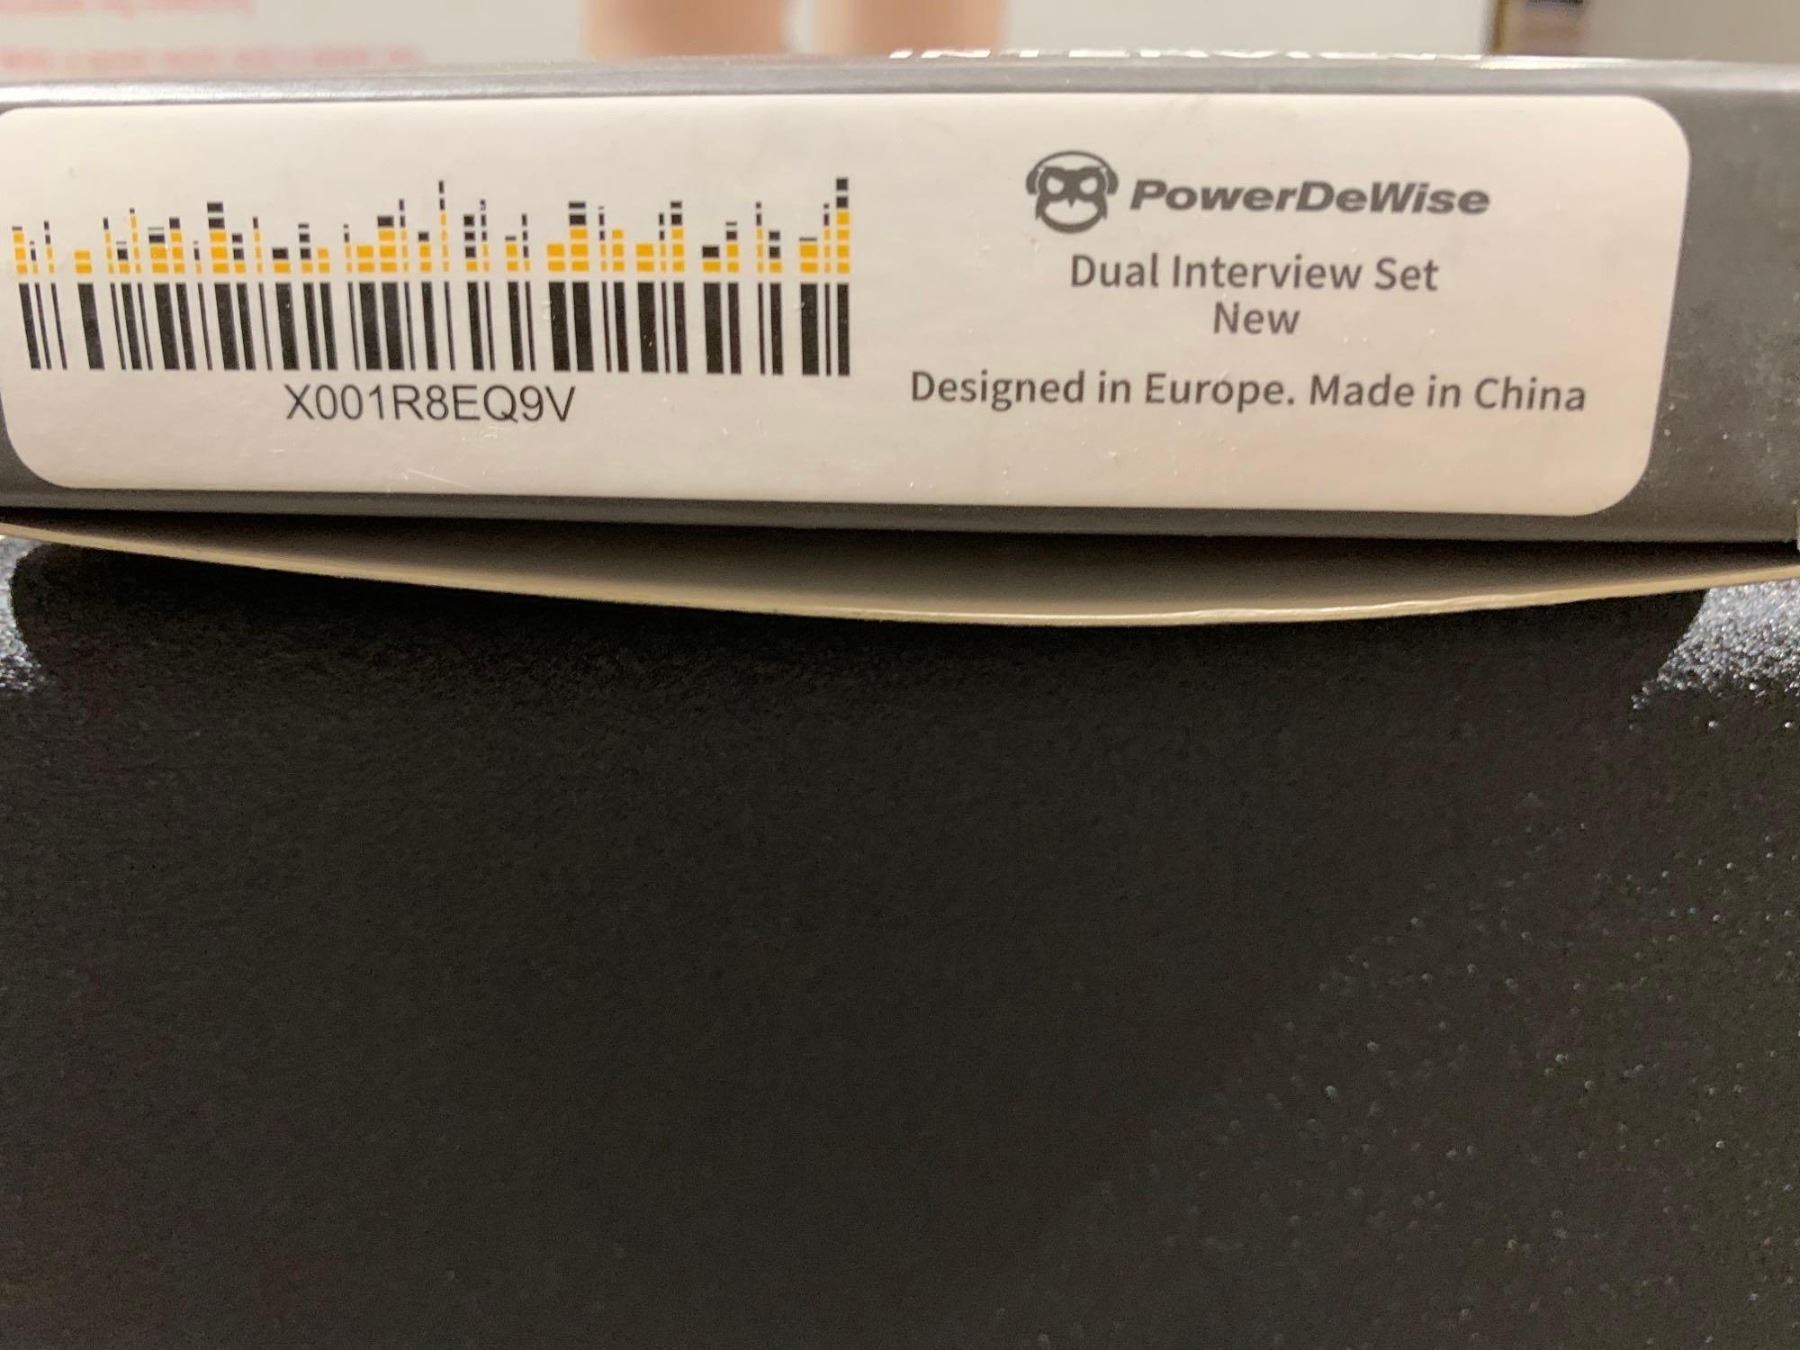 X001R8EQ9V
PowerDeWise
Dual Interview Set
New
Designed in Europe. Made in China